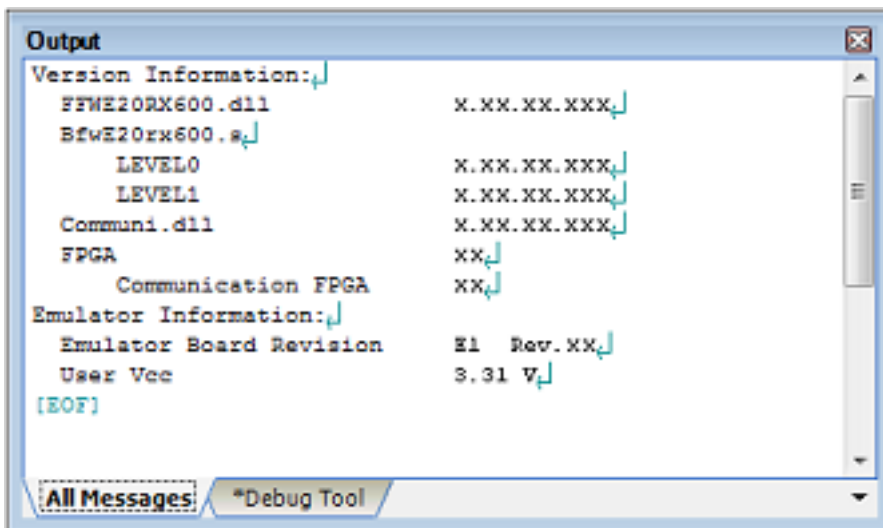 Output
Version Information:
FFWE20RX600.dll X.XX.XX.XXX
BfwE20rx600.s
LEVEL0 X.XX.XX.XXX
LEVEL1 X.XX.XX.XXX
Communi.dll X.XX.XX.XXX
FPGA XX
Communication FPGA XX
Emulator Information:
Emulator Board Revision E1 Rev.XX
User Vcc 3.31 V
[EOF]
All Messages *Debug Tool